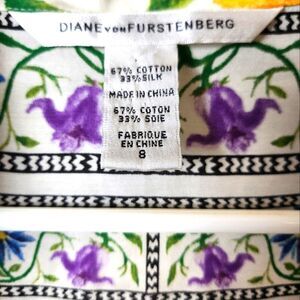 DIANE VON FURSTENBERG
67% COTTON
33% SILK
MADE IN CHINA
67% COTON
33% SOIE
FABRIQUE
EN CHINE
8